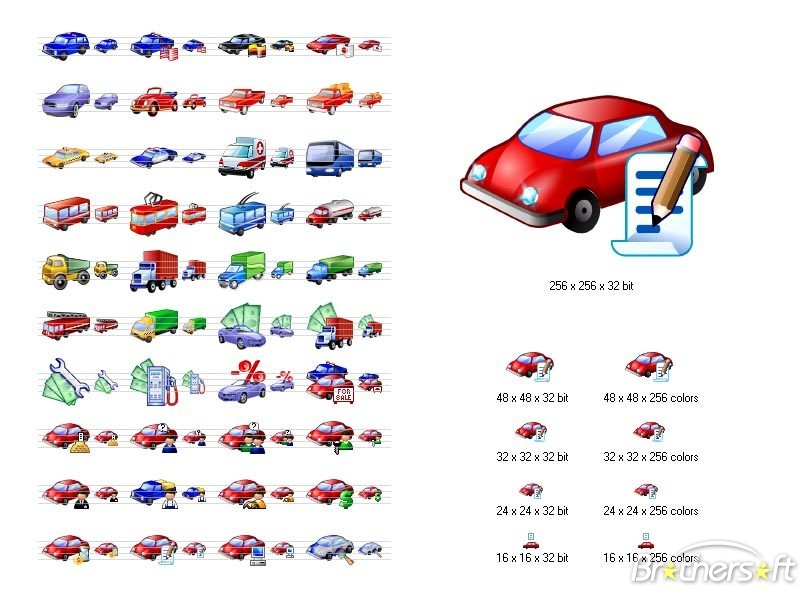 -%
FOR
SALE
256 x 256 x 32 bit
48 x 48 x 32 bit
48 x 48 x 256 colors
32 x 32 x 32 bit
32 x 32 x 256 colors
24 x 24 x 32 bit
24 x 24 x 256 colors
16 x 16 x 32 bit
16 x 16 x 256 colors
Brothersoft